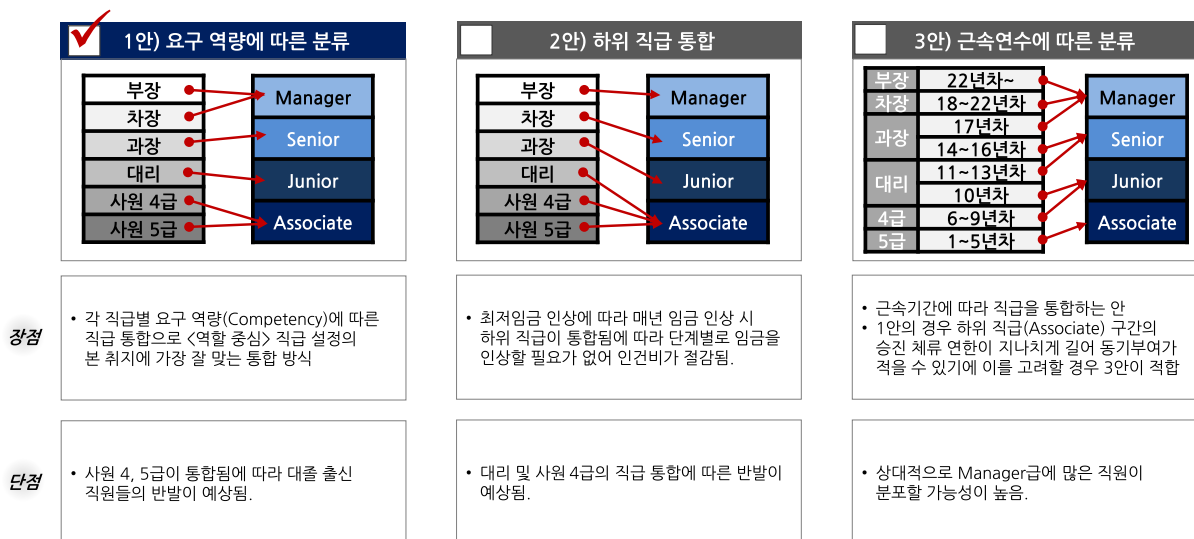 1안) 요구 역량에 따른 분류
부장
차장
과장
대리
사원 4급
사원 5급
Manager
Senior
Junior
Associate
2안) 하위 직급 통합
부장
차장
과장
대리
사원 4급
사원 5급
Manager
Senior
Junior
Associate
3안) 근속연수에 따른 분류
부장 22년차~
차장 18~22년차
과장 17년차
14~16년차
대리 11~13년차
10년차
4급 6~9년차
5급 1~5년차
Manager
Senior
Junior
Associate
장점
• 각 직급별 요구 역량(Competency)에 따른
직급 통합으로 <역할 중심> 직급 설정의
본 취지에 가장 잘 맞는 통합 방식
• 최저임금 인상에 따라 매년 임금 인상 시
하위 직급이 통합됨에 따라 단계별로 임금을
인상할 필요가 없어 인건비가 절감됨.
• 근속기간에 따라 직급을 통합하는 안
• 1안의 경우 하위 직급(Associate) 구간의
승진 체류 연한이 지나치게 길어 동기부여가
적을 수 있기에 이를 고려할 경우 3안이 적합
단점
• 사원 4, 5급이 통합됨에 따라 대졸 출신
직원들의 반발이 예상됨.
• 대리 및 사원 4급의 직급 통합에 따른 반발이
예상됨.
• 상대적으로 Manager급에 많은 직원이
분포할 가능성이 높음.